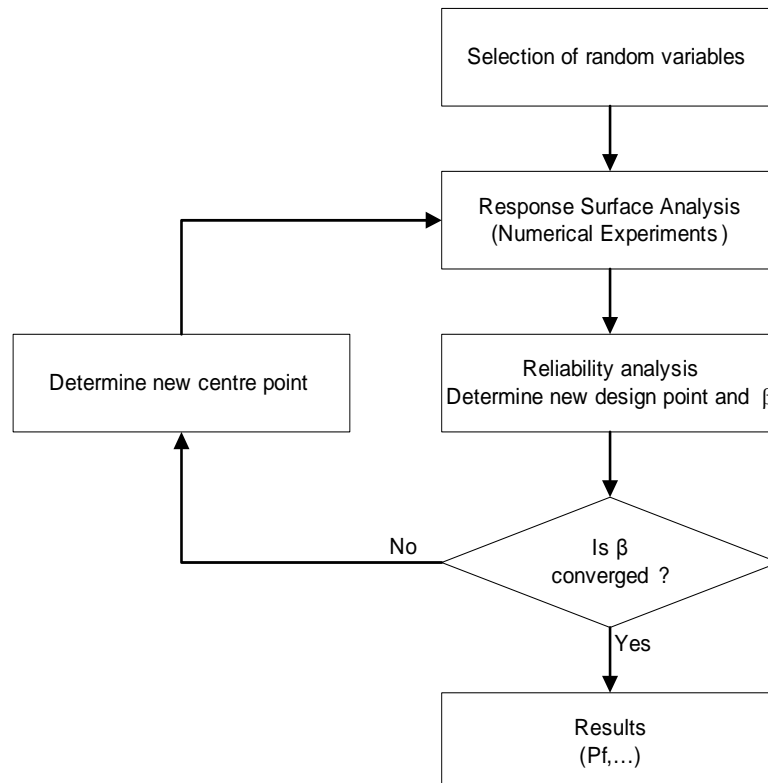 Selection of random variables
Response Surface Analysis
(Numerical Experiments)
Determine new centre point
Reliability analysis
Determine new design point and β
No
Is β
converged ?
Yes
Results
(Pf,...)